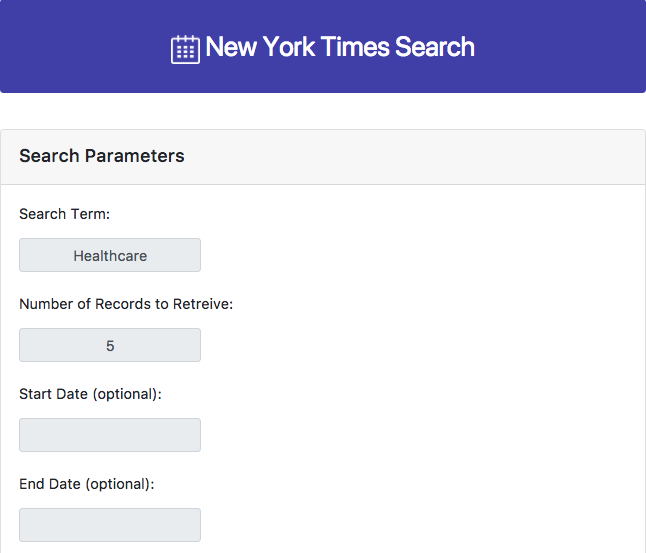 New York Times Search
Search Parameters
Search Term:
Healthcare
Number of Records to Retreive:
5
Start Date (optional):
End Date (optional):